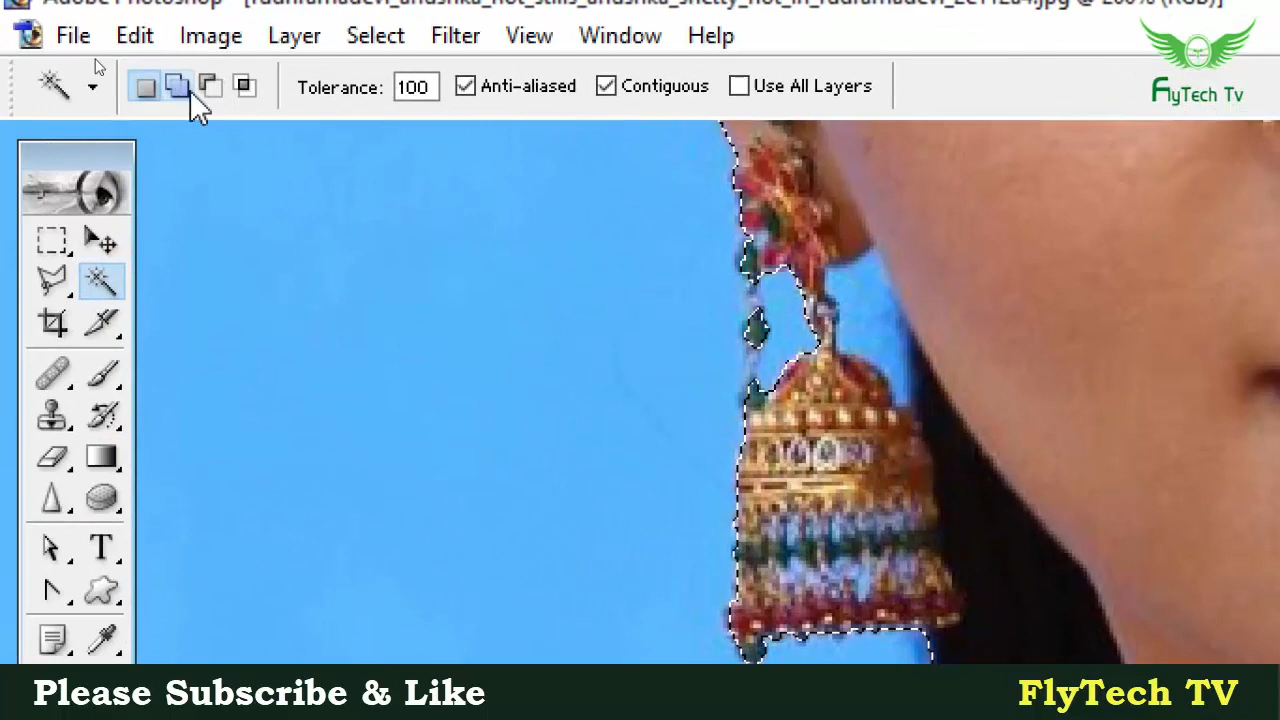 File Edit Image Layer Select Filter View Window Help
Tolerance: 100 Anti-aliased Contiguous Use All Layers
FlyTech Tv
T
Please Subscribe & Like FlyTech TV